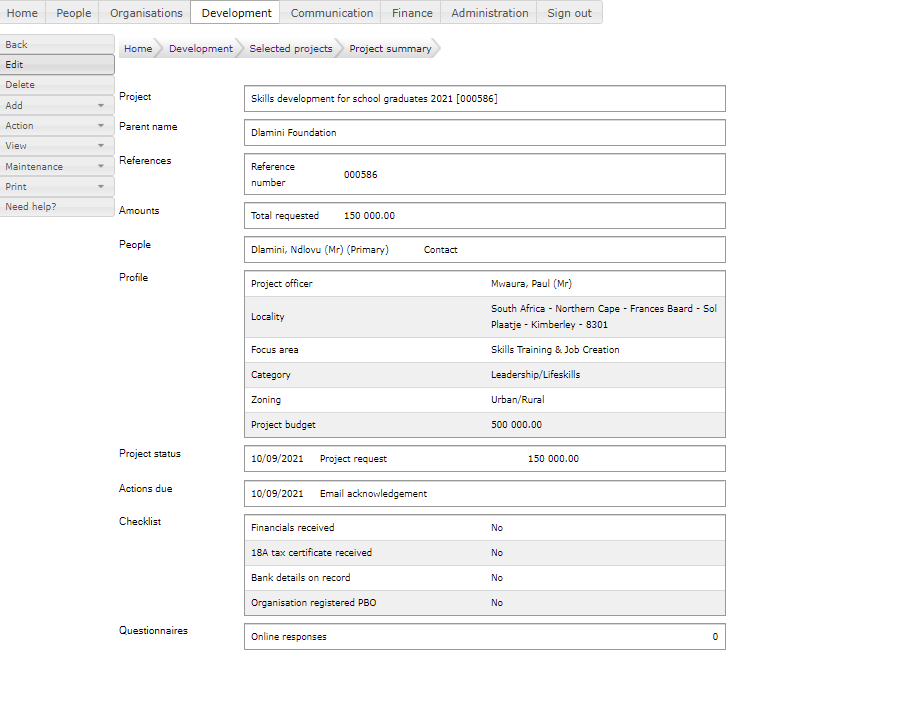 Home People Organisations Development Communication Finance Administration Sign out
Back
Edit
Delete
Add
Action
View
Maintenance
Print
Need help?
Home Development Selected projects Project summary
Project Skills development for school graduates 2021 [000586]
Parent name Dlamini Foundation
References Reference
number 000586
Amounts Total requested 150 000.00
People Dlamini, Ndlovu (Mr) (Primary) Contact
Profile Project officer Mwaura, Paul (Mr)
Locality South Africa - Northern Cape - Frances Baard - Sol
Plaatje - Kimberley - 8301
Focus area Skills Training & Job Creation
Category Leadership/Lifeskills
Zoning Urban/Rural
Project budget 500 000.00
Project status 10/09/2021 Project request 150 000.00
Actions due 10/09/2021 Email acknowledgement
Checklist Financials received No
18A tax certificate received No
Bank details on record No
Organisation registered PBO No
Questionnaires Online responses 0